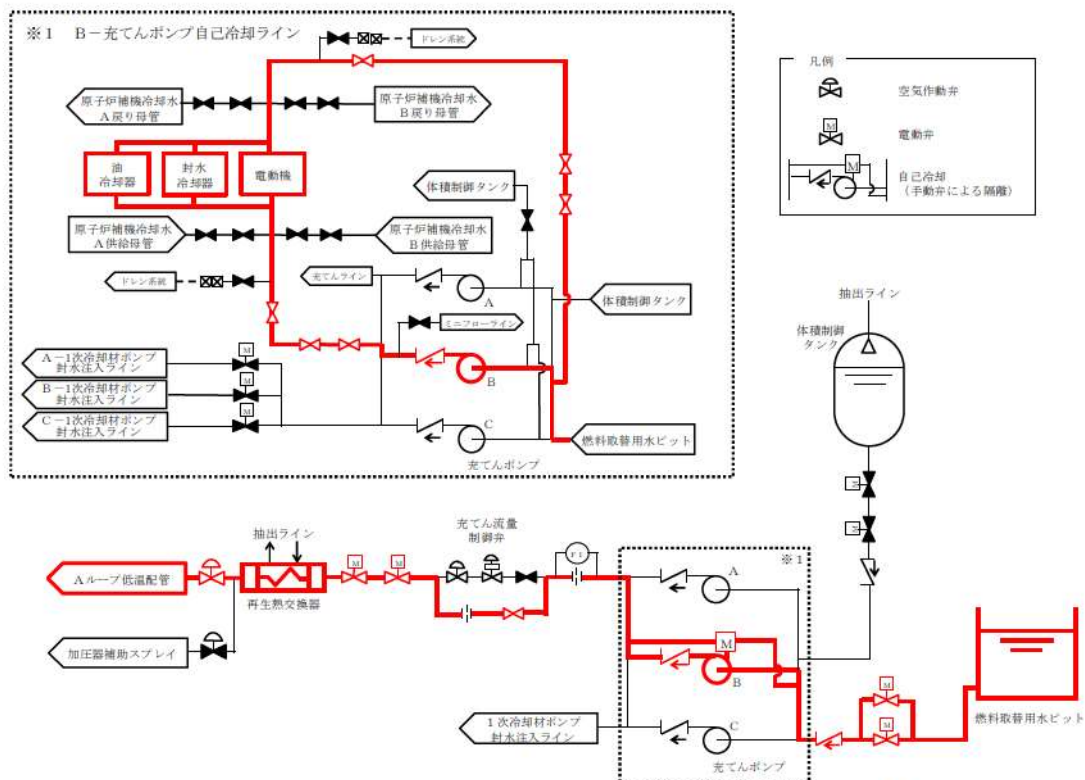 ※１　Ｂ－充てんポンプ自己冷却ライン
ドレン系統
原子炉補機冷却水
Ａ戻り母管
原子炉補機冷却水
Ｂ戻り母管
油
冷却器
封水
冷却器
電動機
体積制御タンク
原子炉補機冷却水
Ａ供給母管
原子炉補機冷却水
Ｂ供給母管
ドレン系統
充てんライン
A
体積制御タンク
ミニフローライン
B
M
Ａ－１次冷却材ポンプ
封水注入ライン
M
Ｂ－１次冷却材ポンプ
封水注入ライン
M
Ｃ－１次冷却材ポンプ
封水注入ライン
C
充てんポンプ
燃料取替用水ピット
凡例
空気作動弁
M
電動弁
M
自己冷却
（手動弁による隔離）
抽出ライン
体積制御
タンク
M
M
抽出ライン
Ａループ低温配管
再生熱交換器
M
M
充てん流量
制御弁
F I
※１
A
M
B
C
充てんポンプ
加圧器補助スプレイ
１次冷却材ポンプ
封水注入ライン
M
M
燃料取替用水ピット